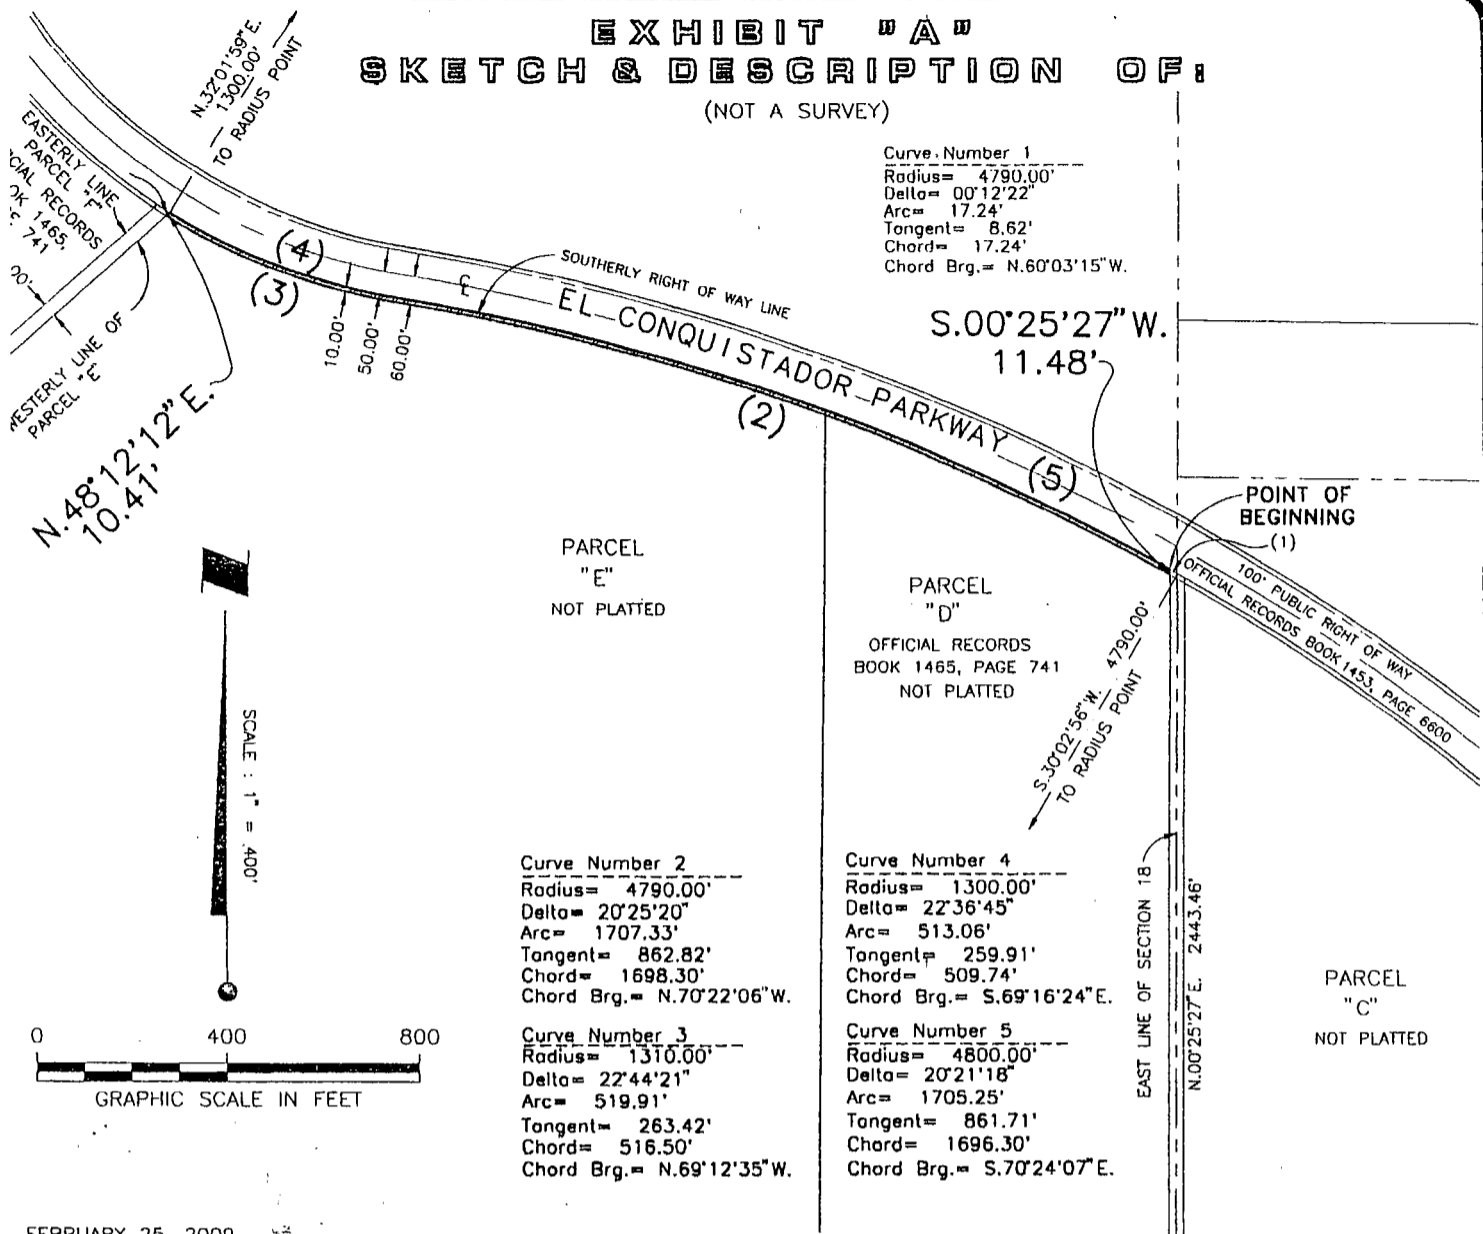 EXHIBIT "A"
SKETCH & DESCRIPTION OF:
(NOT A SURVEY)
N.32°01'59"E.
1300.00'
TO RADIUS POINT
EASTERLY LINE
PARCEL "F"
RECORDS
1465,
741
WESTERLY LINE OF
PARCEL "E"
N.48°12'12"E.
10.41'
(4)
(3)
10.00'
50.00'
60.00'
SOUTHERLY RIGHT OF WAY LINE
EL CONQUISTADOR PARKWAY
(2)
(5)
Curve Number 1
Radius= 4790.00'
Delta= 00°12'22"
Arc= 17.24'
Tangent= 8.62'
Chord= 17.24'
Chord Brg.= N.60°03'15"W.
S.00°25'27"W.
11.48'
POINT OF
BEGINNING
(1)
100' PUBLIC RIGHT OF WAY
OFFICIAL RECORDS BOOK 1453, PAGE 6600
PARCEL
"E"
NOT PLATTED
PARCEL
"D"
OFFICIAL RECORDS
BOOK 1465, PAGE 741
NOT PLATTED
S.30°02'56"W. 4790.00'
TO RADIUS POINT
SCALE : 1" = 400'
0 400 800
GRAPHIC SCALE IN FEET
Curve Number 2
Radius= 4790.00'
Delta= 20°25'20"
Arc= 1707.33'
Tangent= 862.82'
Chord= 1698.30'
Chord Brg.= N.70°22'06"W.
Curve Number 3
Radius= 1310.00'
Delta= 22°44'21"
Arc= 519.91'
Tangent= 263.42'
Chord= 516.50'
Chord Brg.= N.69°12'35"W.
Curve Number 4
Radius= 1300.00'
Delta= 22°36'45"
Arc= 513.06'
Tangent= 259.91'
Chord= 509.74'
Chord Brg.= S.69°16'24"E.
Curve Number 5
Radius= 4800.00'
Delta= 20°21'18"
Arc= 1705.25'
Tangent= 861.71'
Chord= 1696.30'
Chord Brg.= S.70°24'07"E.
EAST LINE OF SECTION 18
N.00°25'27"E. 2443.46'
PARCEL
"C"
NOT PLATTED
FEBRUARY 25, 2009